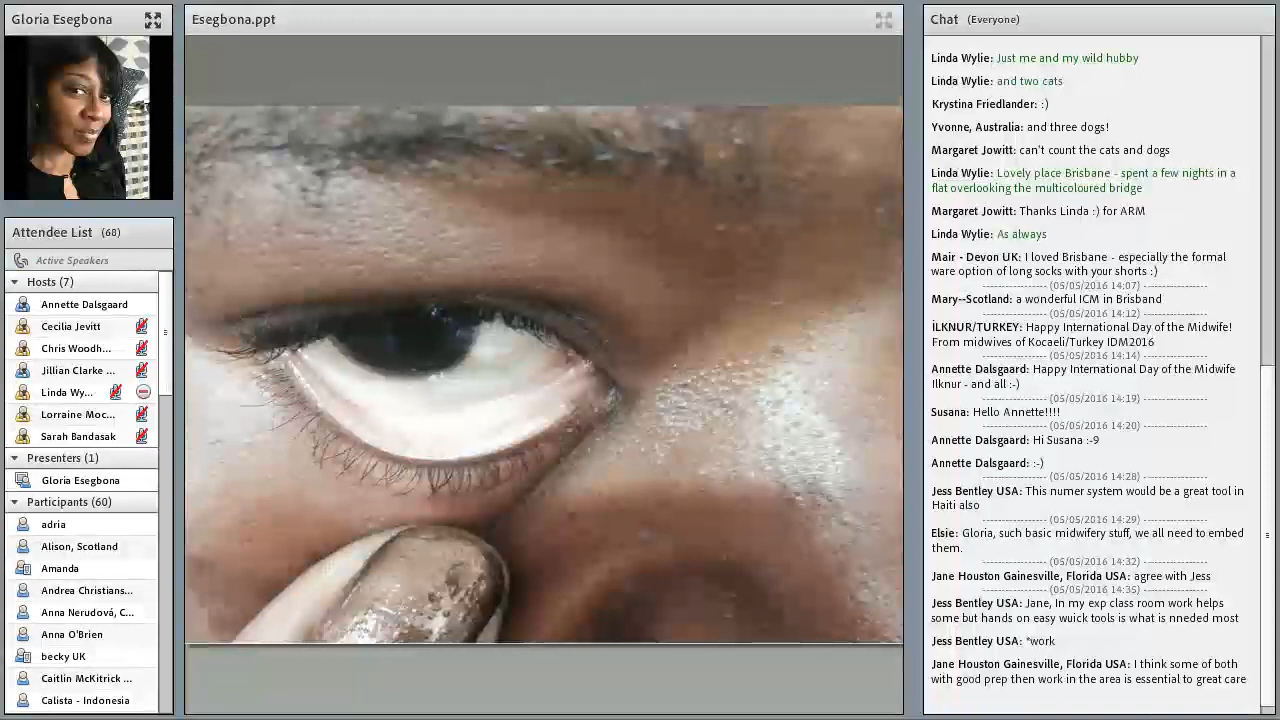 Gloria Esegbona
Attendee List (68)
Active Speakers
Hosts (7)
Annette Dalsgaard
Cecilia Jevitt
Chris Woodh...
Jillian Clarke ...
Linda Wy...
Lorraine Moc...
Sarah Bandasak
Presenters (1)
Gloria Esegbona
Participants (60)
adria
Alison, Scotland
Amanda
Andrea Christians...
Anna Nerudová, C...
Anna O'Brien
becky UK
Caitlin McKitrick ...
Calista - Indonesia
Esegbona.ppt
Chat (Everyone)
Linda Wylie: Just me and my wild hubby
Linda Wylie: and two cats
Krystina Friedlander: :)
Yvonne, Australia: and three dogs!
Margaret Jowitt: can't count the cats and dogs
Linda Wylie: Lovely place Brisbane - spent a few nights in a
flat overlooking the multicoloured bridge
Margaret Jowitt: Thanks Linda :) for ARM
Linda Wylie: As always
Mair - Devon UK: I loved Brisbane - especially the formal
ware option of long socks with your shorts :)
------------------ (05/05/2016 14:07) ------------------
Mary--Scotland: a wonderful ICM in Brisband
------------------ (05/05/2016 14:12) ------------------
İLKNUR/TURKEY: Happy International Day of the Midwife!
From midwives of Kocaeli/Turkey IDM2016
------------------ (05/05/2016 14:14) ------------------
Annette Dalsgaard: Happy International Day of the Midwife
Ilknur - and all :-)
------------------ (05/05/2016 14:19) ------------------
Susana: Hello Annette!!!!
------------------ (05/05/2016 14:20) ------------------
Annette Dalsgaard: Hi Susana :-9
Annette Dalsgaard: :-)
------------------ (05/05/2016 14:28) ------------------
Jess Bentley USA: This numer system would be a great tool in
Haiti also
------------------ (05/05/2016 14:29) ------------------
Elsie: Gloria, such basic midwifery stuff, we all need to embed
them.
------------------ (05/05/2016 14:32) ------------------
Jane Houston Gainesville, Florida USA: agree with Jess
------------------ (05/05/2016 14:35) ------------------
Jess Bentley USA: Jane, In my exp class room work helps
some but hands on easy wuick tools is what is nneded most
Jess Bentley USA: *work
Jane Houston Gainesville, Florida USA: I think some of both
with good prep then work in the area is essential to great care